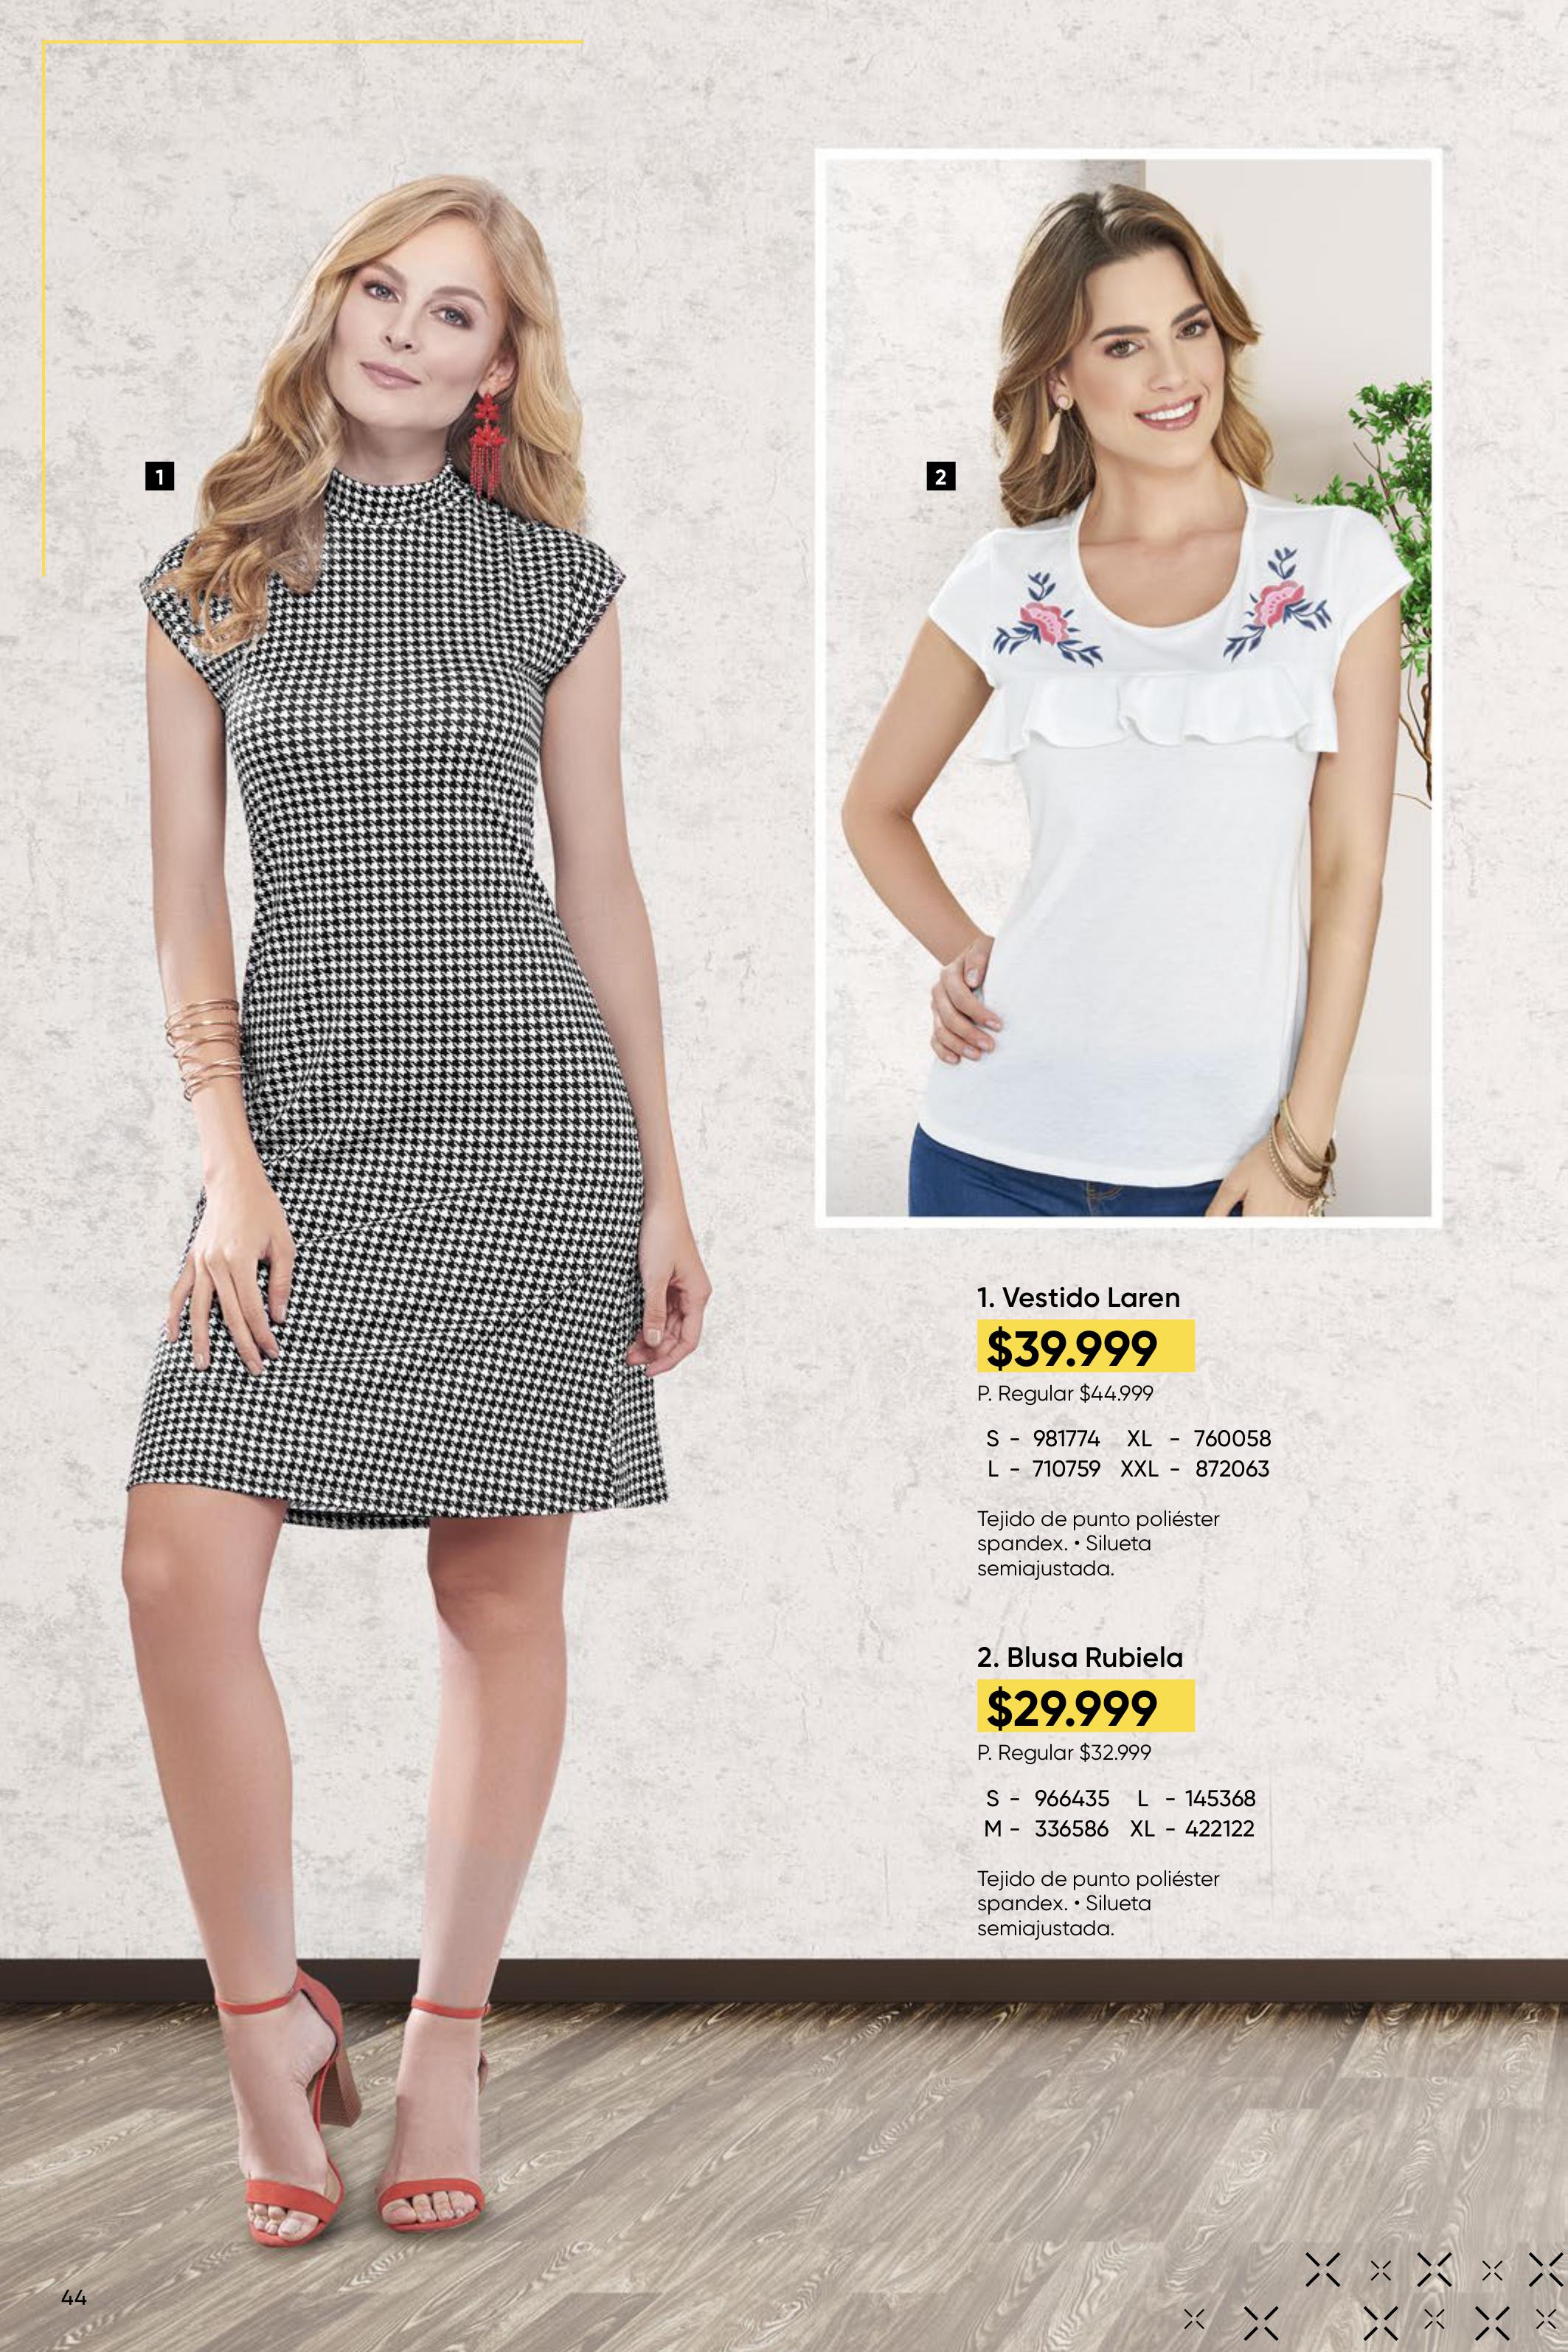 1
2
1. Vestido Laren
$39.999
P. Regular $44.999
S - 981774 XL - 760058
L - 710759 XXL - 872063
Tejido de punto poliéster
spandex. • Silueta
semiajustada.
2. Blusa Rubiela
$29.999
P. Regular $32.999
S - 966435 L - 145368
M - 336586 XL - 422122
Tejido de punto poliéster
spandex. • Silueta
semiajustada.
44